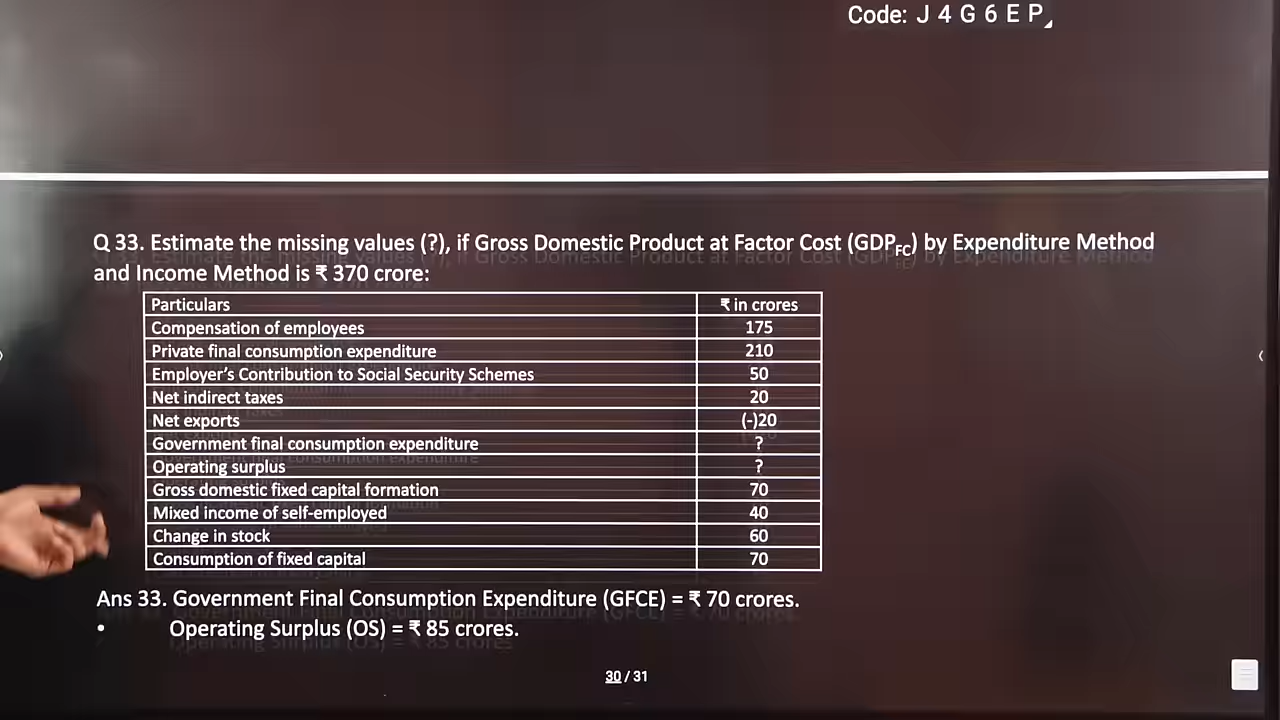 Code: J 4 G 6 E P
Q 33. Estimate the missing values (?), if Gross Domestic Product at Factor Cost (GDPFC) by Expenditure Method
and Income Method is ₹ 370 crore:
Particulars ₹ in crores
Compensation of employees 175
Private final consumption expenditure 210
Employer's Contribution to Social Security Schemes 50
Net indirect taxes 20
Net exports (-)20
Government final consumption expenditure ?
Operating surplus ?
Gross domestic fixed capital formation 70
Mixed income of self-employed 40
Change in stock 60
Consumption of fixed capital 70
Ans 33. Government Final Consumption Expenditure (GFCE) = ₹ 70 crores.
• Operating Surplus (OS) = ₹ 85 crores.
30 / 31